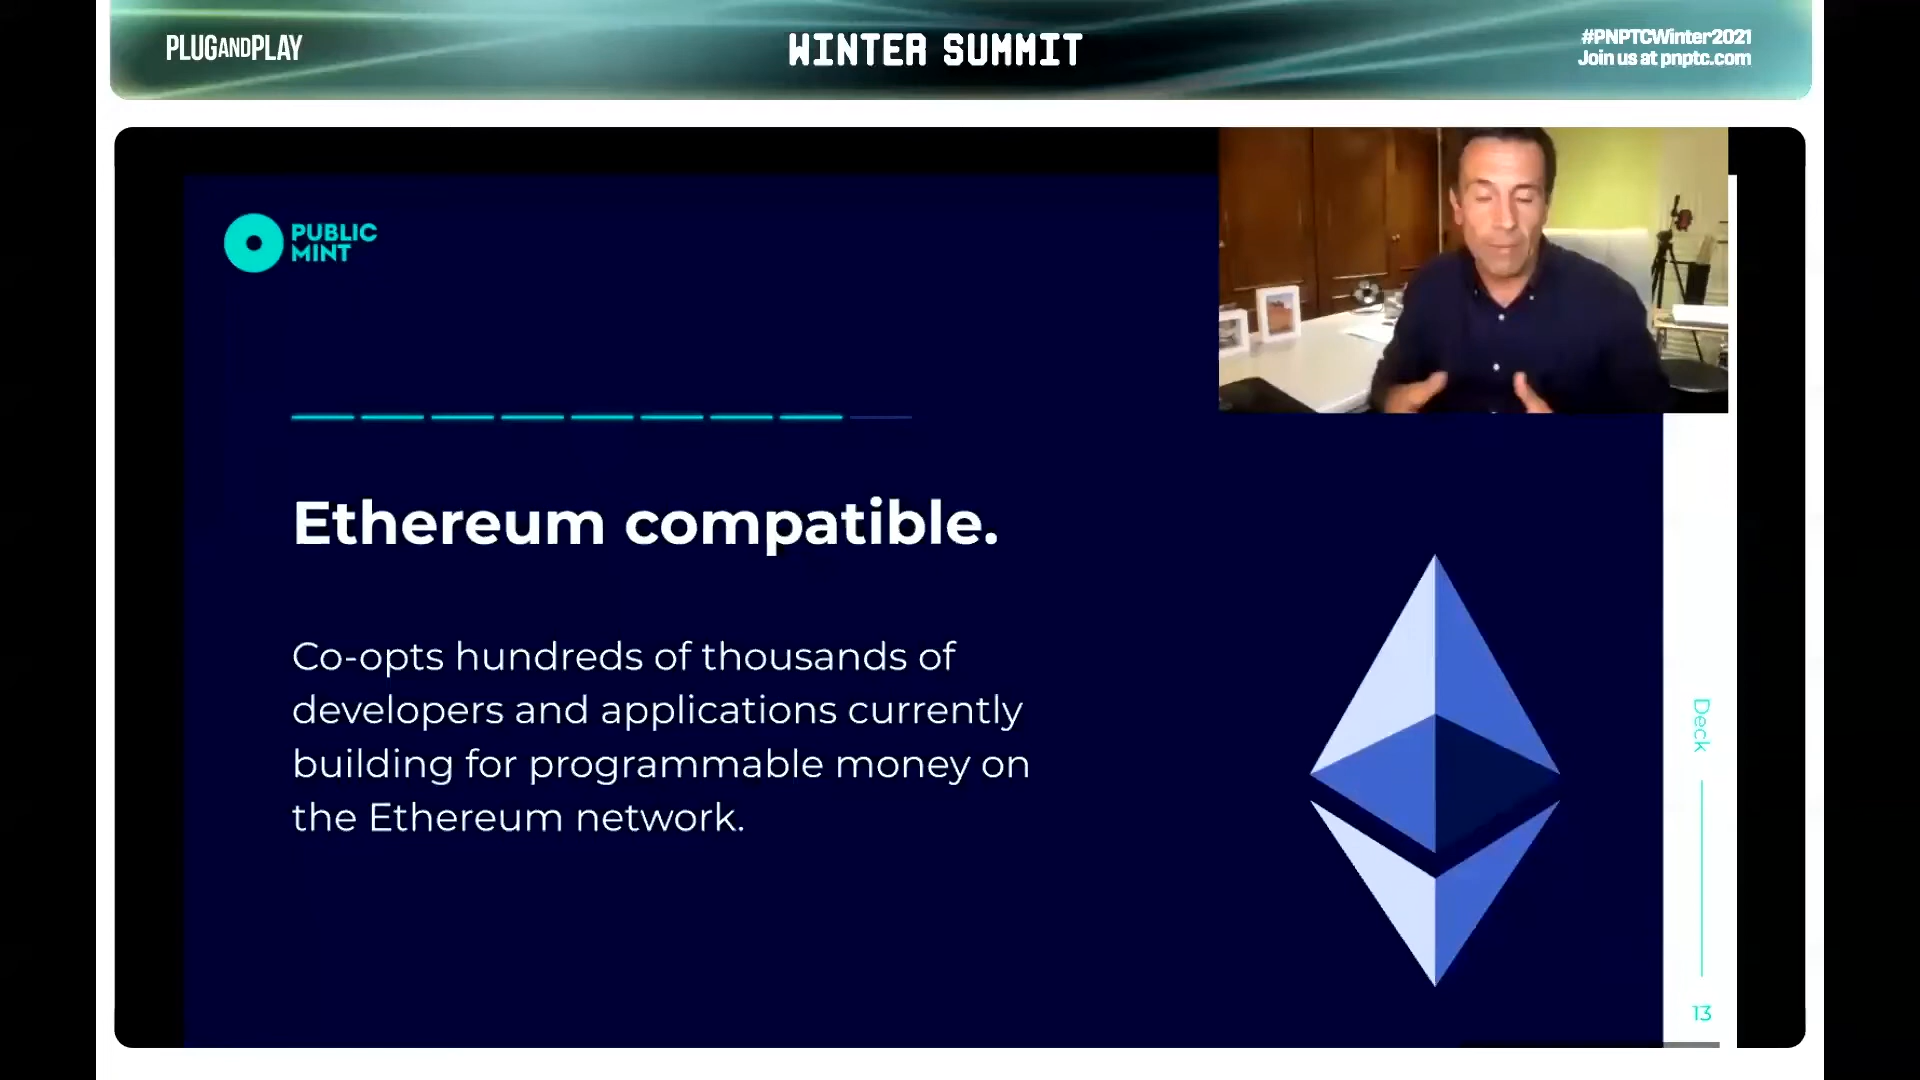 PLUGANDPLAY
WINTER SUMMIT
#PNPTCWinter2021
Join us at pnptc.com
PUBLIC
MINT
Ethereum compatible.
Co-opts hundreds of thousands of
developers and applications currently
building for programmable money on
the Ethereum network.
Deck
13